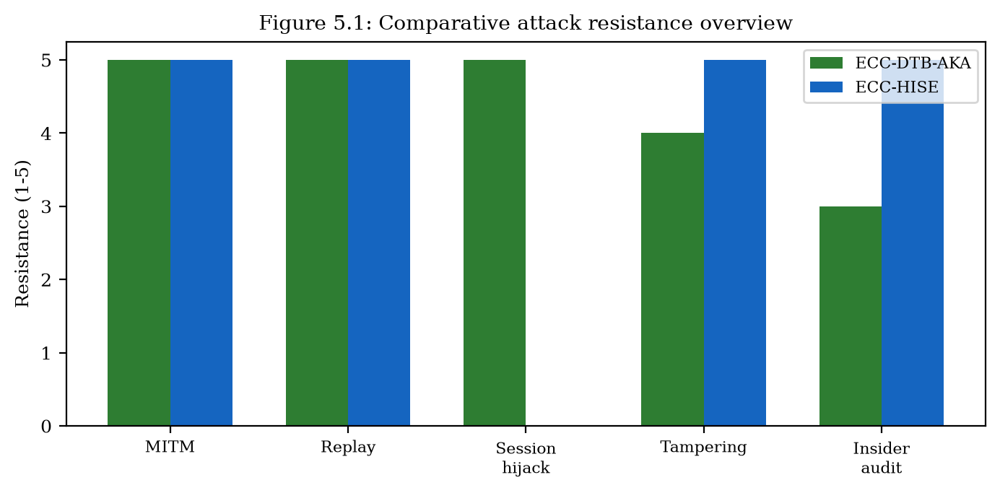 Figure 5.1: Comparative attack resistance overview
ECC-DTB-AKA
ECC-HISE
Resistance (1-5)
5
4
3
2
1
0
MITM
Replay
Session
hijack
Tampering
Insider
audit